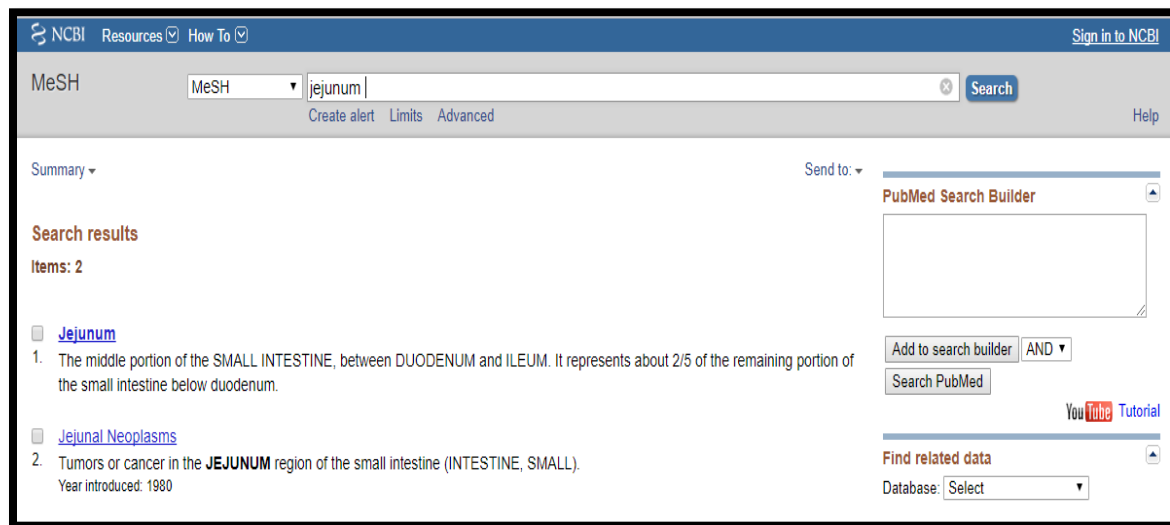 NCBI Resources How To Sign in to NCBI
MeSH
MeSH jejunum Search
Create alert Limits Advanced Help
Summary Send to:
PubMed Search Builder
Search results
Items: 2
Jejunum
1. The middle portion of the SMALL INTESTINE, between DUODENUM and ILEUM. It represents about 2/5 of the remaining portion of
the small intestine below duodenum.
Add to search builder AND
Search PubMed
YouTube Tutorial
Jejunal Neoplasms
2. Tumors or cancer in the JEJUNUM region of the small intestine (INTESTINE, SMALL).
Year introduced: 1980
Find related data
Database: Select